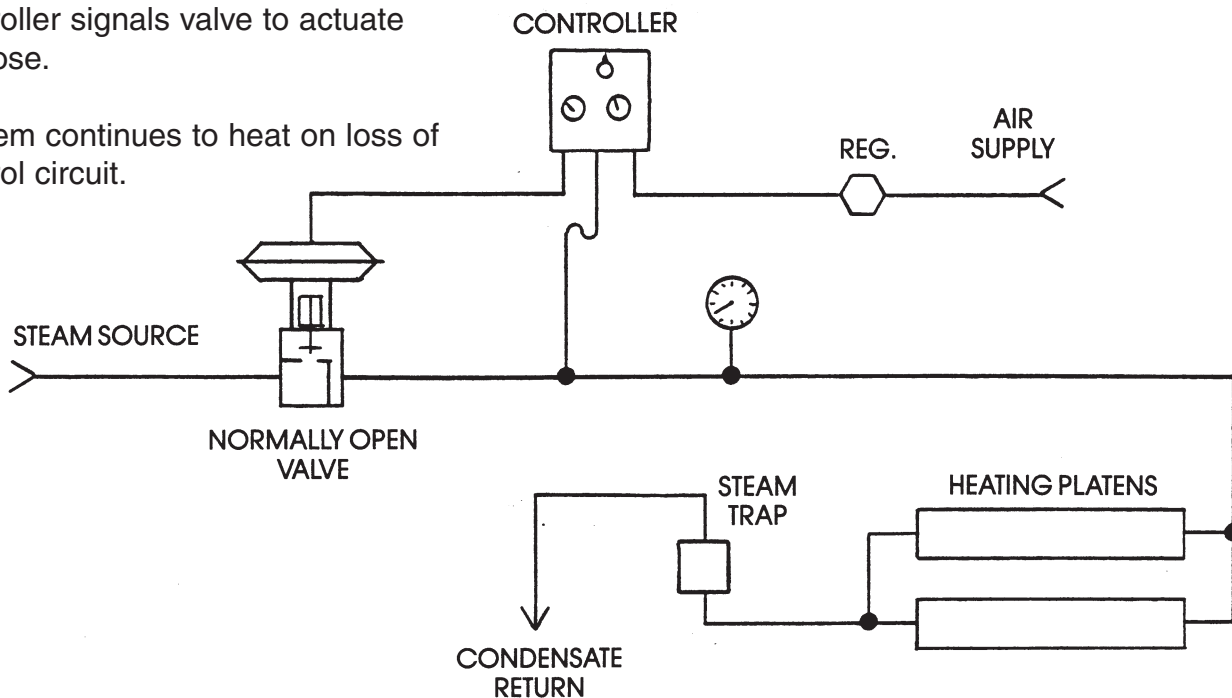 roller signals valve to actuate
ose.
em continues to heat on loss of
ol circuit.
CONTROLLER
REG.
AIR
SUPPLY
STEAM SOURCE
NORMALLY OPEN
VALVE
STEAM
TRAP
HEATING PLATENS
CONDENSATE
RETURN